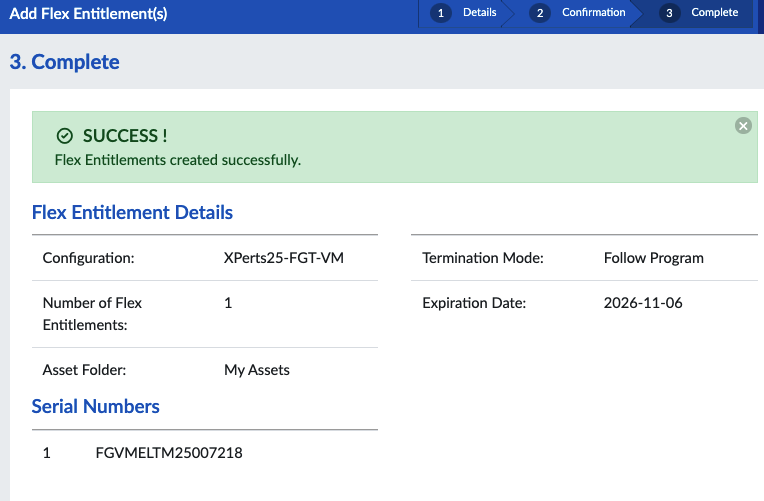 Add Flex Entitlement(s)
1 Details
2 Confirmation
3 Complete
3. Complete
SUCCESS !
Flex Entitlements created successfully.
Flex Entitlement Details
Configuration: XPerts25-FGT-VM
Number of Flex
Entitlements: 1
Asset Folder: My Assets
Termination Mode: Follow Program
Expiration Date: 2026-11-06
Serial Numbers
1 FGVMELTM25007218